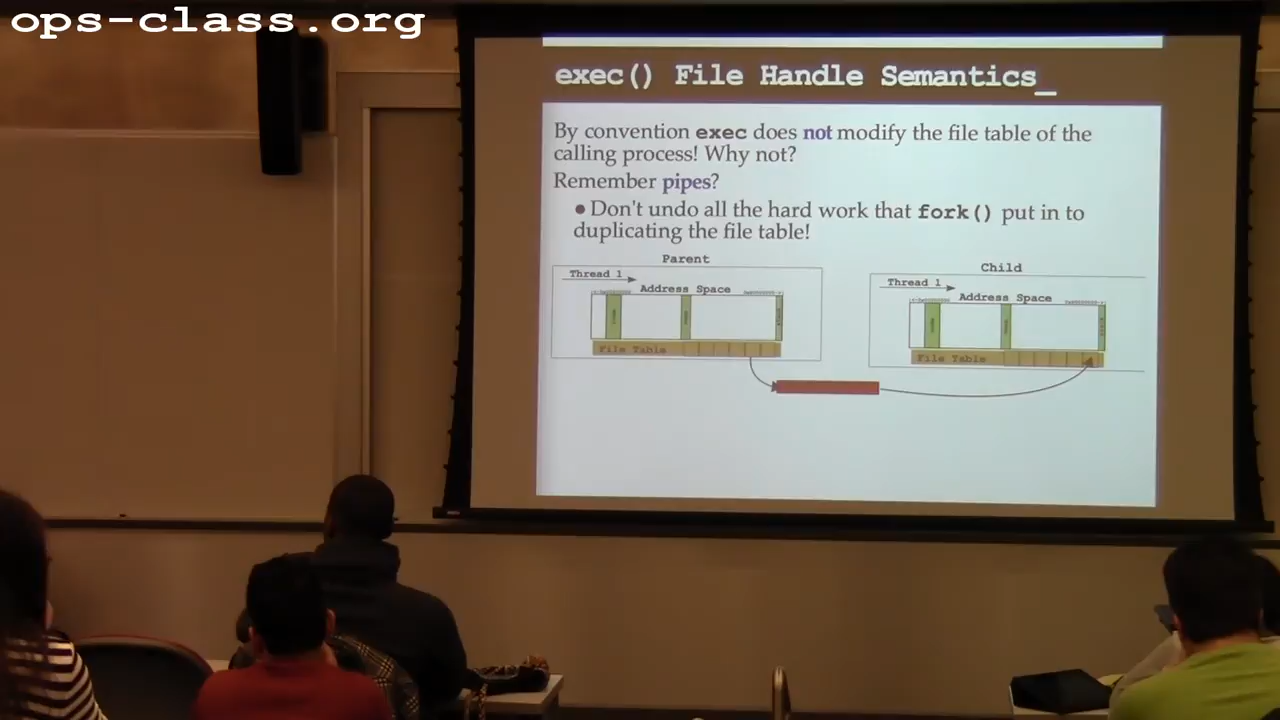 ops-class.org
exec() File Handle Semantics_
By convention exec does not modify the file table of the
calling process! Why not?
Remember pipes?
● Don't undo all the hard work that fork() put in to
duplicating the file table!
Parent
Thread 1
Address Space
File Table
Child
Thread 1
Address Space
File Table